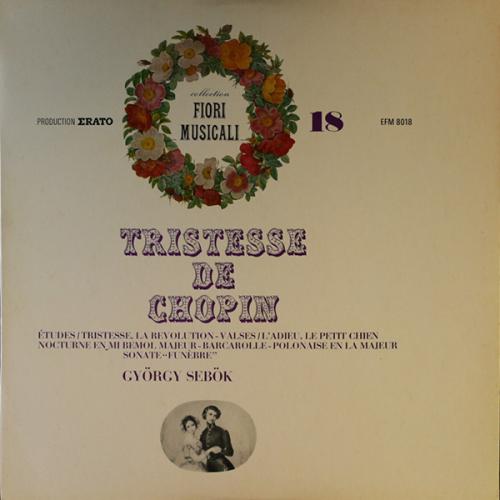 collection
FIORI
MUSICALI
PRODUCTION ERATO
18
EFM 8018
TRISTESSE
DE
CHOPIN
ÉTUDES/TRISTESSE, LA REVOLUTION-VALSES/L'ADIEU, LE PETIT CHIEN
NOCTURNE EN MI BEMOL MAJEUR-BARCAROLLE-POLONAISE EN LA MAJEUR
SONATE "FUNÈBRE"
GYÖRGY SEBÖK